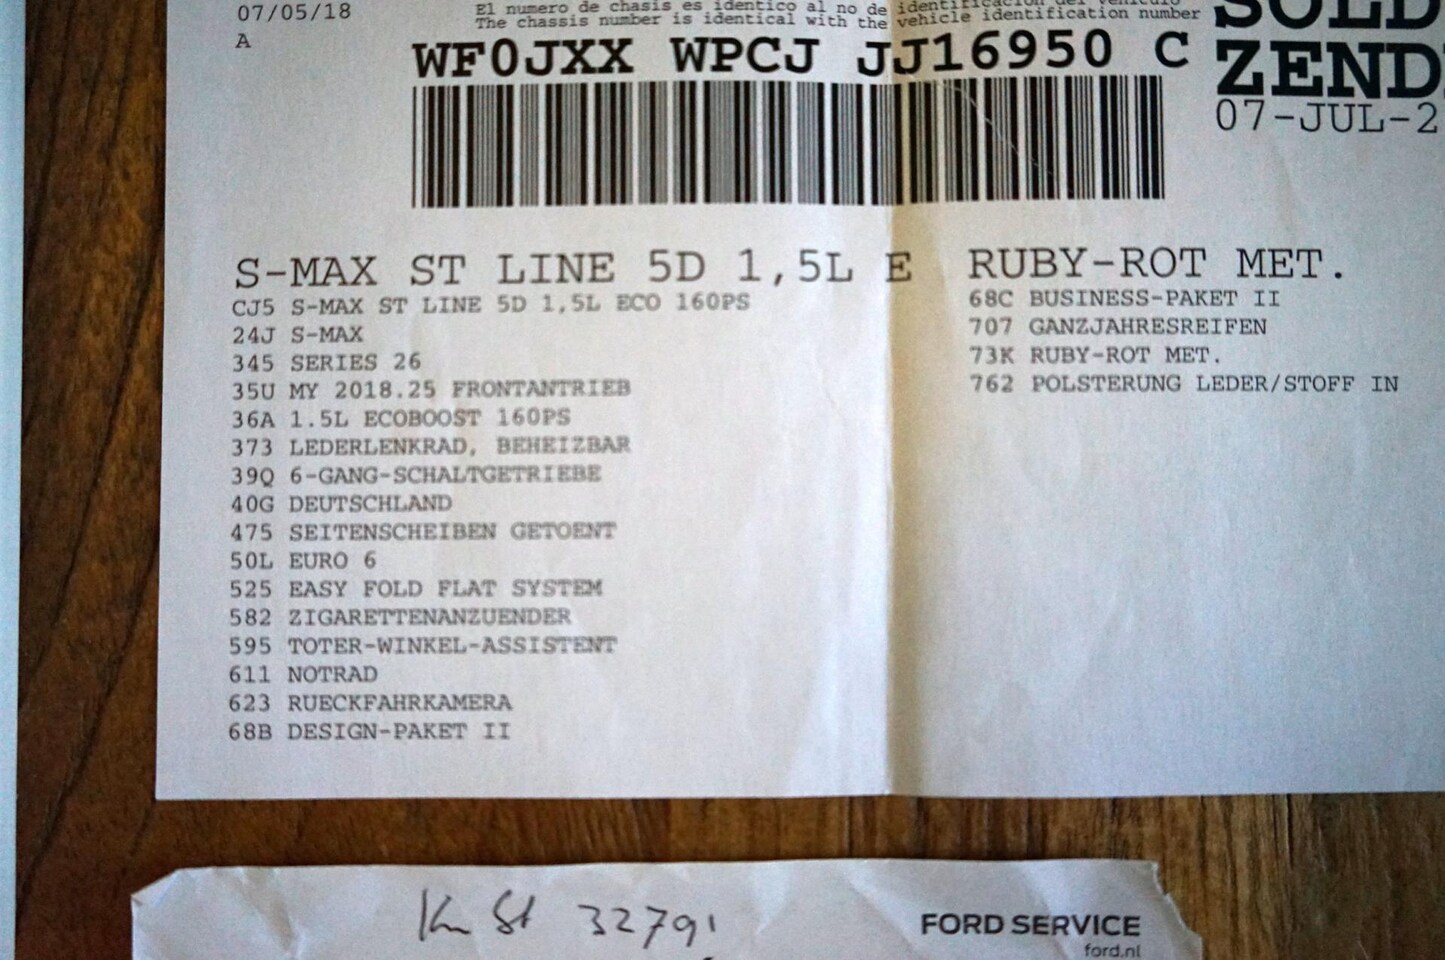 07/05/18
A
El numero de chasis es identico al no de identificacion del vehiculo
The chassis number is identical with the vehicle identification number
WF0JXX WPCJ JJ16950 C
SOLD
ZEND
07-JUL-2
S-MAX ST LINE 5D 1,5L E
CJ5 S-MAX ST LINE 5D 1,5L ECO 160PS
24J S-MAX
345 SERIES 26
35U MY 2018.25 FRONTANTRIEB
36A 1.5L ECOBOOST 160PS
373 LEDERLENKRAD, BEHEIZBAR
39Q 6-GANG-SCHALTGETRIEBE
40G DEUTSCHLAND
475 SEITENSCHEIBEN GETOENT
50L EURO 6
525 EASY FOLD FLAT SYSTEM
582 ZIGARETTENANZUENDER
595 TOTER-WINKEL-ASSISTENT
611 NOTRAD
623 RUECKFAHRKAMERA
68B DESIGN-PAKET II
RUBY-ROT MET.
68C BUSINESS-PAKET II
707 GANZJAHRESREIFEN
73K RUBY-ROT MET.
762 POLSTERUNG LEDER/STOFF IN
Km St 32791
FORD SERVICE
ford.nl